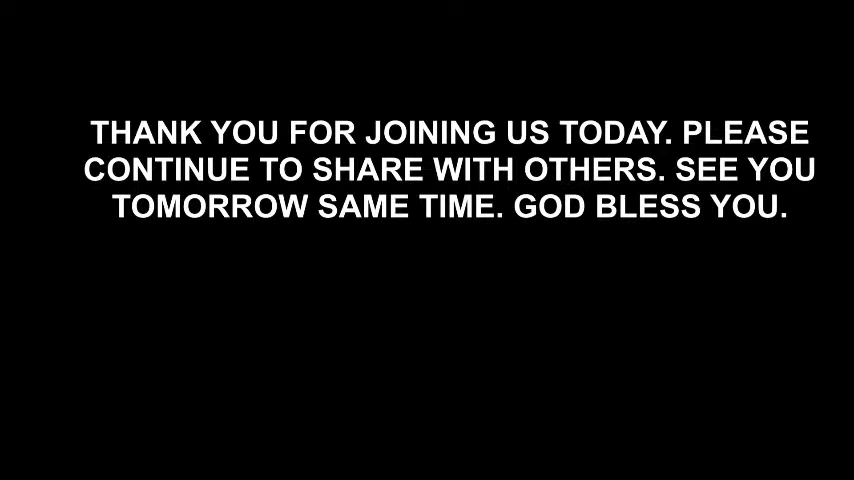 THANK YOU FOR JOINING US TODAY. PLEASE
CONTINUE TO SHARE WITH OTHERS. SEE YOU
TOMORROW SAME TIME. GOD BLESS YOU.